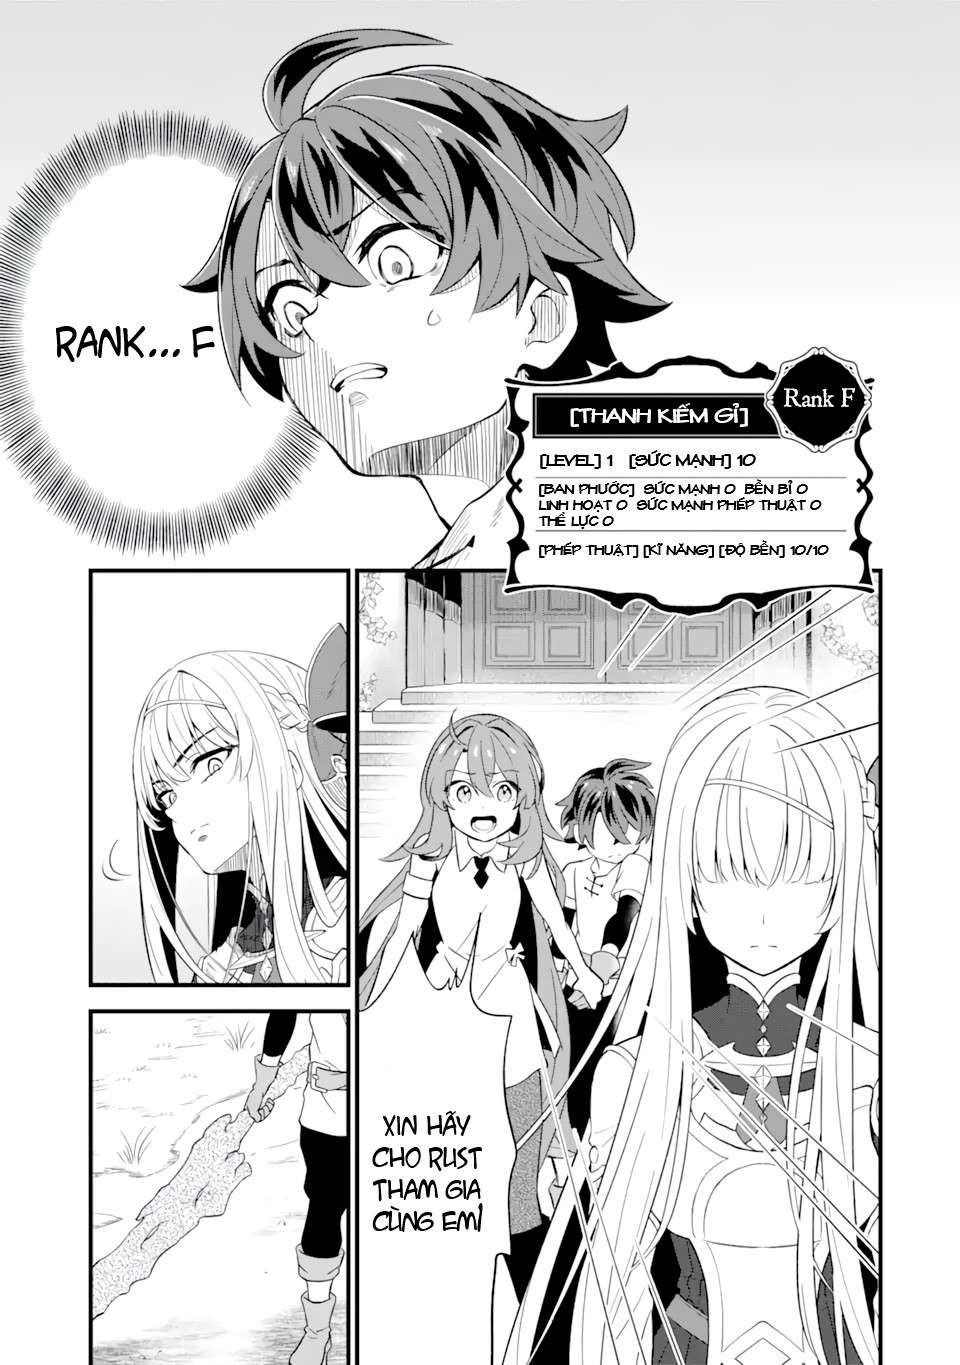 RANK... F
Rank F
[THANH KIẾM GỈ]
[LEVEL] 1 [SỨC MẠNH] 10
[BAN PHƯỚC] SỨC MẠNH 0 BỀN BỈ 0
LINH HOẠT 0 SỨC MẠNH PHÉP THUẬT 0
THỂ LỰC 0
[PHÉP THUẬT] [KĨ NĂNG] [ĐỘ BỀN] 10/10
XIN HÃY
CHO RUST
THAM GIA
CÙNG EM!